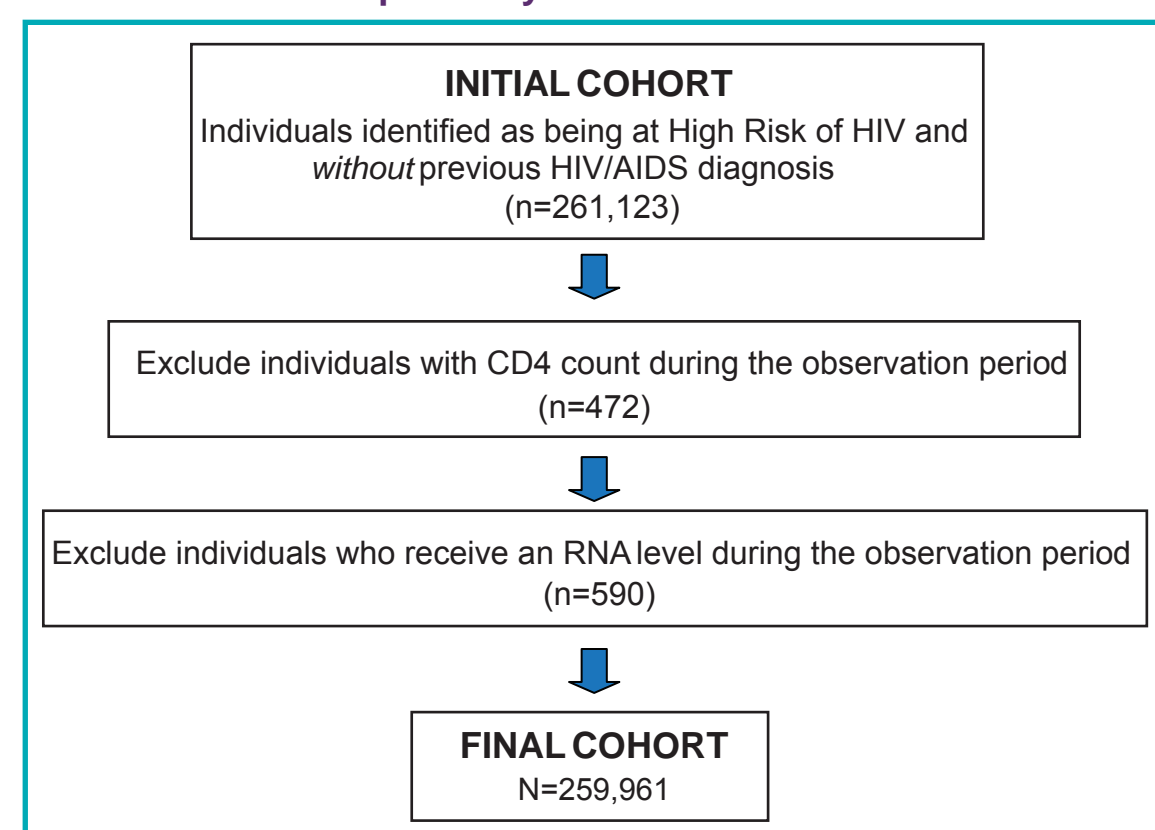 INITIAL COHORT
Individuals identified as being at High Risk of HIV and
without previous HIV/AIDS diagnosis
(n=261,123)
Exclude individuals with CD4 count during the observation period
(n=472)
Exclude individuals who receive an RNA level during the observation period
(n=590)
FINAL COHORT
N=259,961